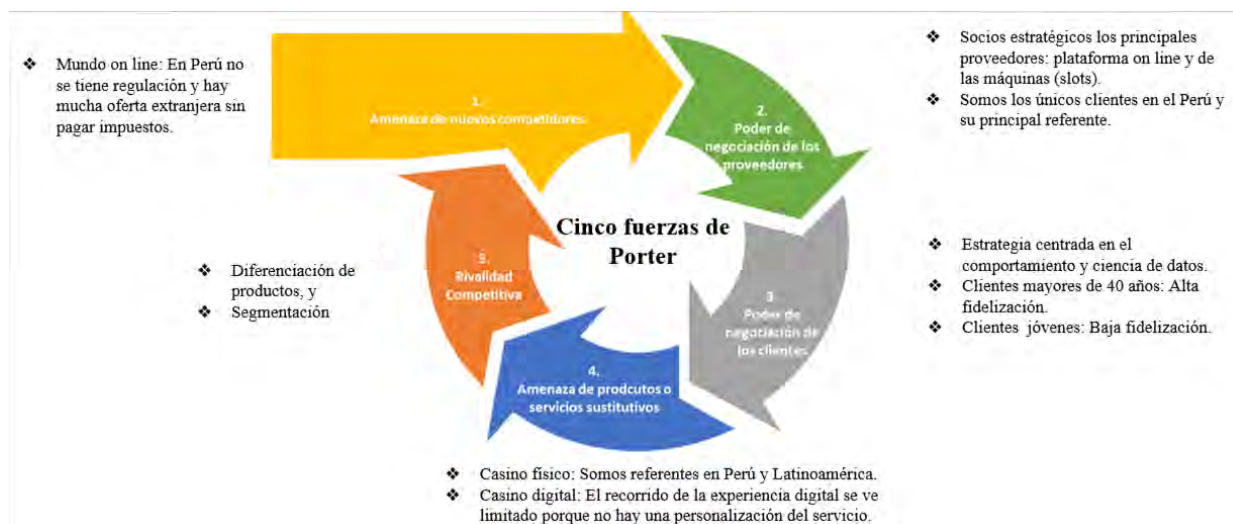 ❖ Mundo on line: En Perú no
se tiene regulación y hay
mucha oferta extranjera sin
pagar impuestos.
1.
Amenaza de nuevos competidores
2.
Poder de
negociación de los
proveedores
❖ Socios estratégicos los principales
proveedores: plataforma on line y de
las máquinas (slots).
❖ Somos los únicos clientes en el Perú y
su principal referente.
Cinco fuerzas de
Porter
3.
Poder de
negociación de
los clientes
❖ Estrategia centrada en el
comportamiento y ciencia de datos.
❖ Clientes mayores de 40 años: Alta
fidelización.
❖ Clientes jóvenes: Baja fidelización.
4.
Amenaza de prodcutos o
servicios sustitutivos
❖ Casino físico: Somos referentes en Perú y Latinoamérica.
❖ Casino digital: El recorrido de la experiencia digital se ve
limitado porque no hay una personalización del servicio.
5.
Rivalidad
Competitiva
❖ Diferenciación de
productos, y
❖ Segmentación